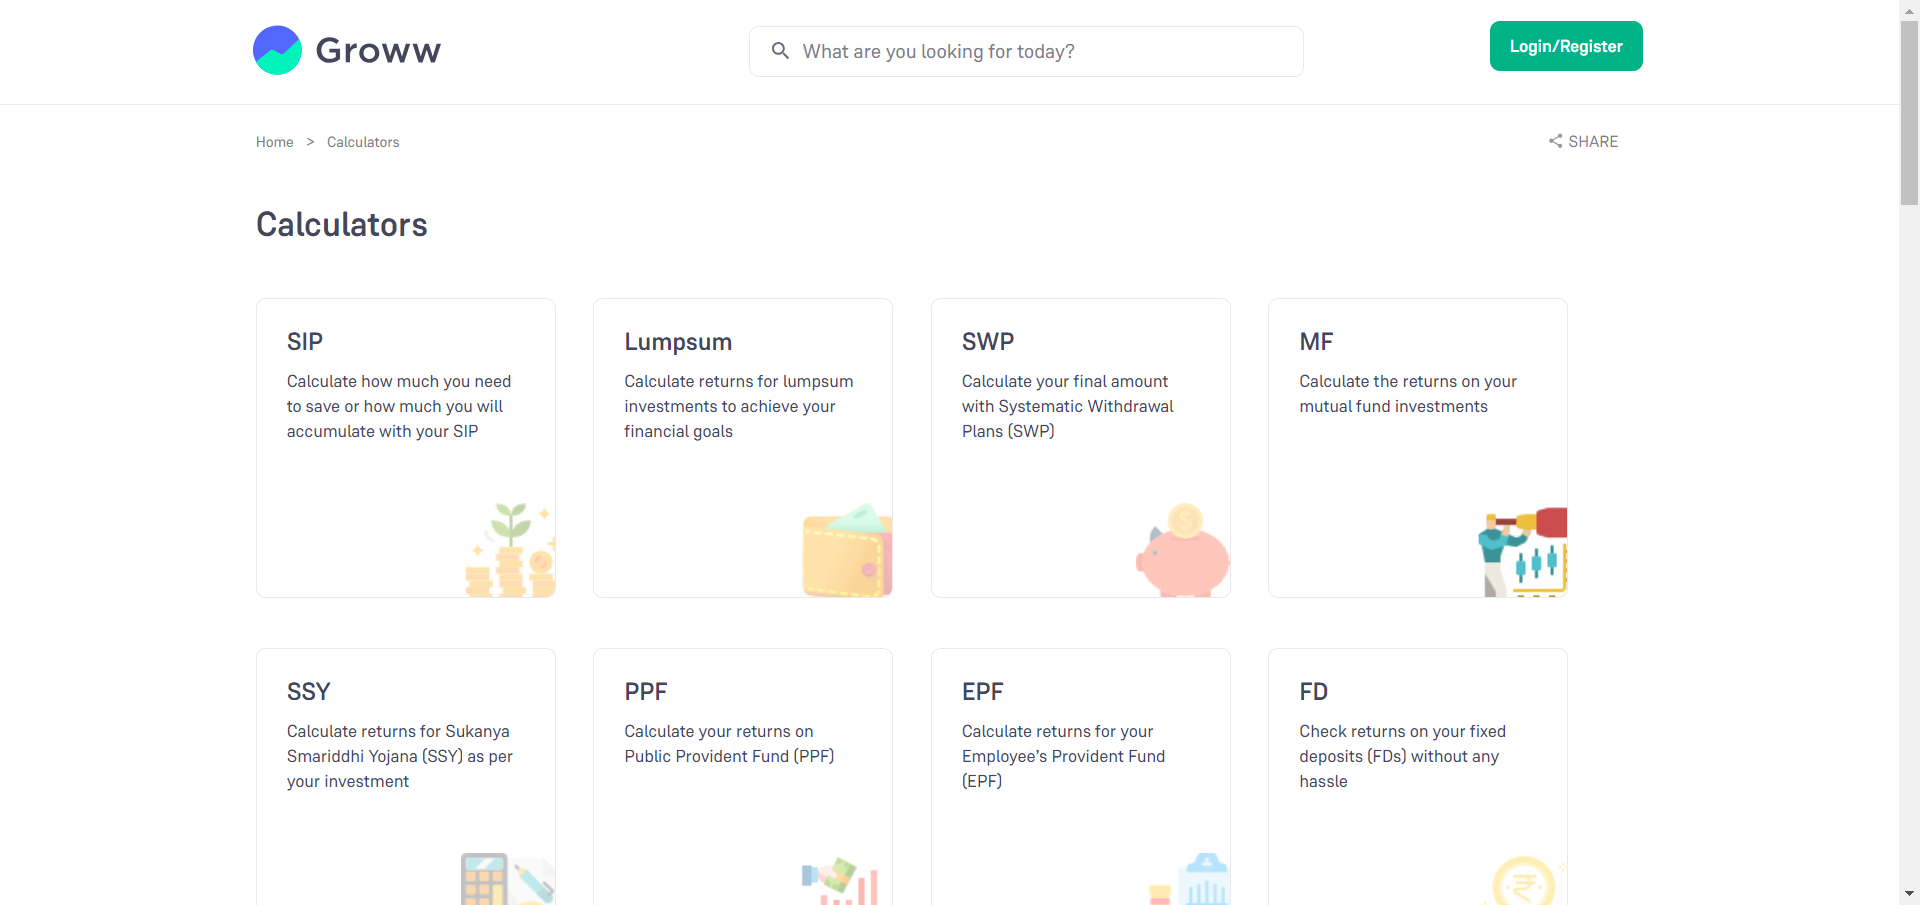 Groww
What are you looking for today?
Login/Register
Home > Calculators
SHARE
Calculators
SIP
Calculate how much you need
to save or how much you will
accumulate with your SIP
Lumpsum
Calculate returns for lumpsum
investments to achieve your
financial goals
SWP
Calculate your final amount
with Systematic Withdrawal
Plans (SWP)
MF
Calculate the returns on your
mutual fund investments
SSY
Calculate returns for Sukanya
Smariddhi Yojana (SSY) as per
your investment
PPF
Calculate your returns on
Public Provident Fund (PPF)
EPF
Calculate returns for your
Employee’s Provident Fund
(EPF)
FD
Check returns on your fixed
deposits (FDs) without any
hassle